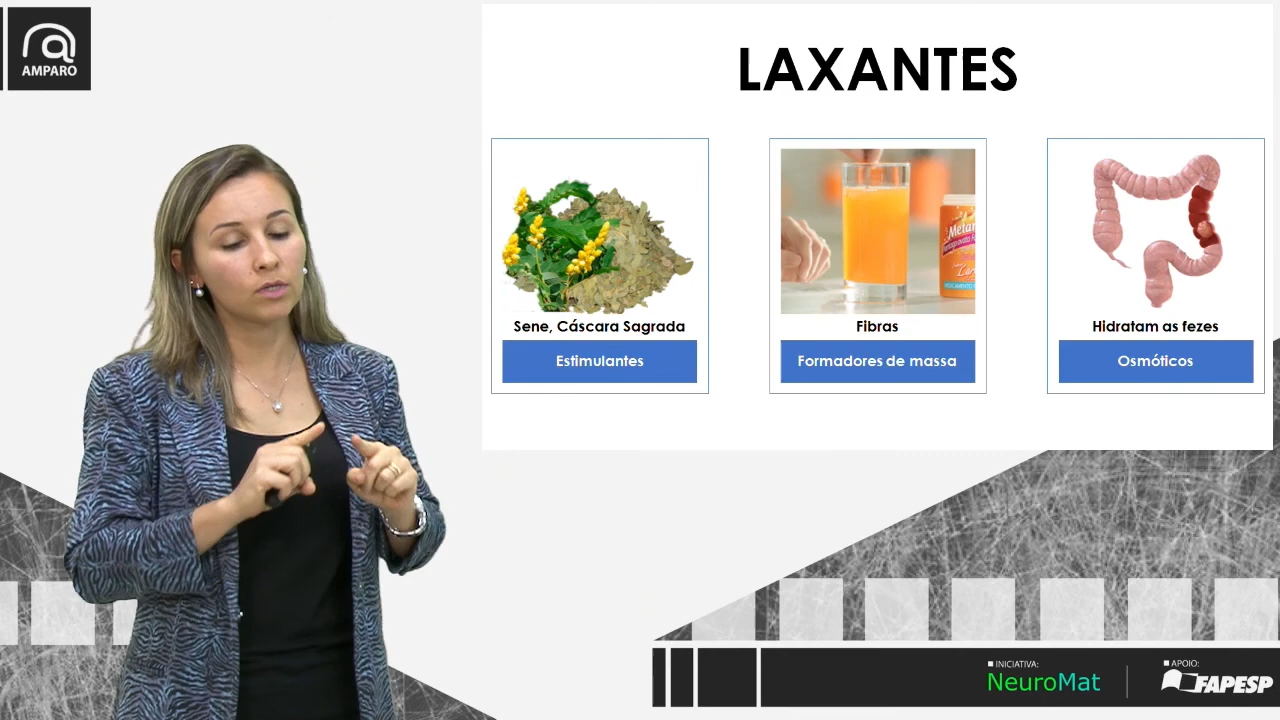 AMPARO
LAXANTES
Sene, Cáscara Sagrada
Estimulantes
Fibras
Formadores de massa
Hidratam as fezes
Osmóticos
INICIATIVA:
NeuroMat
APOIO:
FAPESP